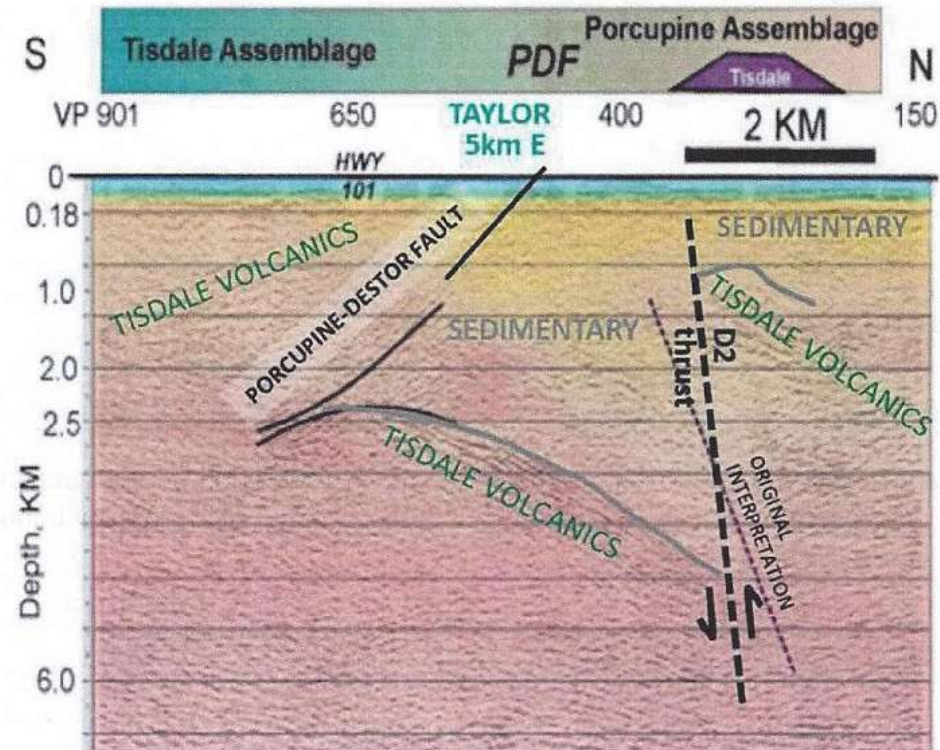 S
Tisdale Assemblage
PDF
Porcupine Assemblage
Tisdale
N
VP 901
650
TAYLOR
5km E
400
2 KM
150
HWY
101
0
0.18
1.0
2.0
2.5
6.0
Depth, KM
TISDALE VOLCANICS
PORCUPINE-DESTOR FAULT
SEDIMENTARY
SEDIMENTARY
TISDALE VOLCANICS
D2
thrust
TISDALE VOLCANICS
ORIGINAL
INTERPRETATION